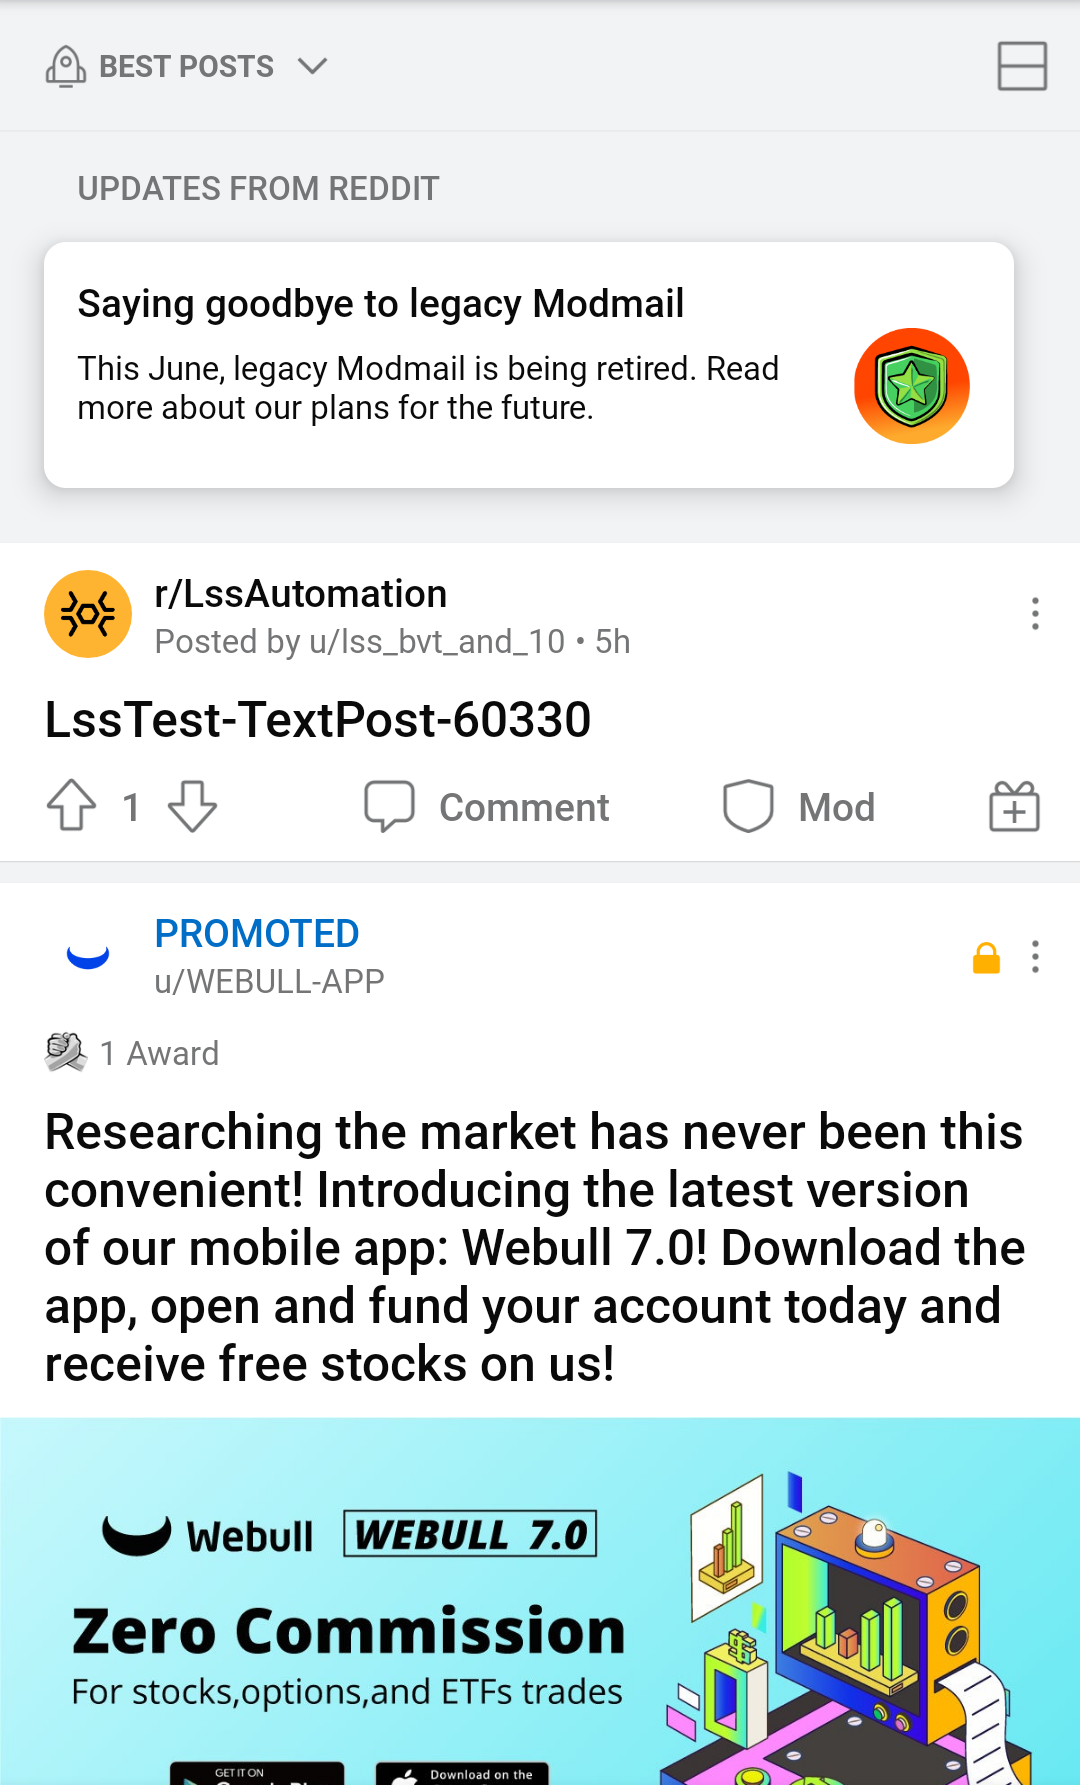 BEST POSTS
UPDATES FROM REDDIT
Saying goodbye to legacy Modmail
This June, legacy Modmail is being retired. Read
more about our plans for the future.
r/LssAutomation
Posted by u/lss_bvt_and_10 • 5h
LssTest-TextPost-60330
1
Comment
Mod
PROMOTED
u/WEBULL-APP
1 Award
Researching the market has never been this
convenient! Introducing the latest version
of our mobile app: Webull 7.0! Download the
app, open and fund your account today and
receive free stocks on us!
Webull WEBULL 7.0
Zero Commission
For stocks,options,and ETFs trades
GET IT ON
Download on the